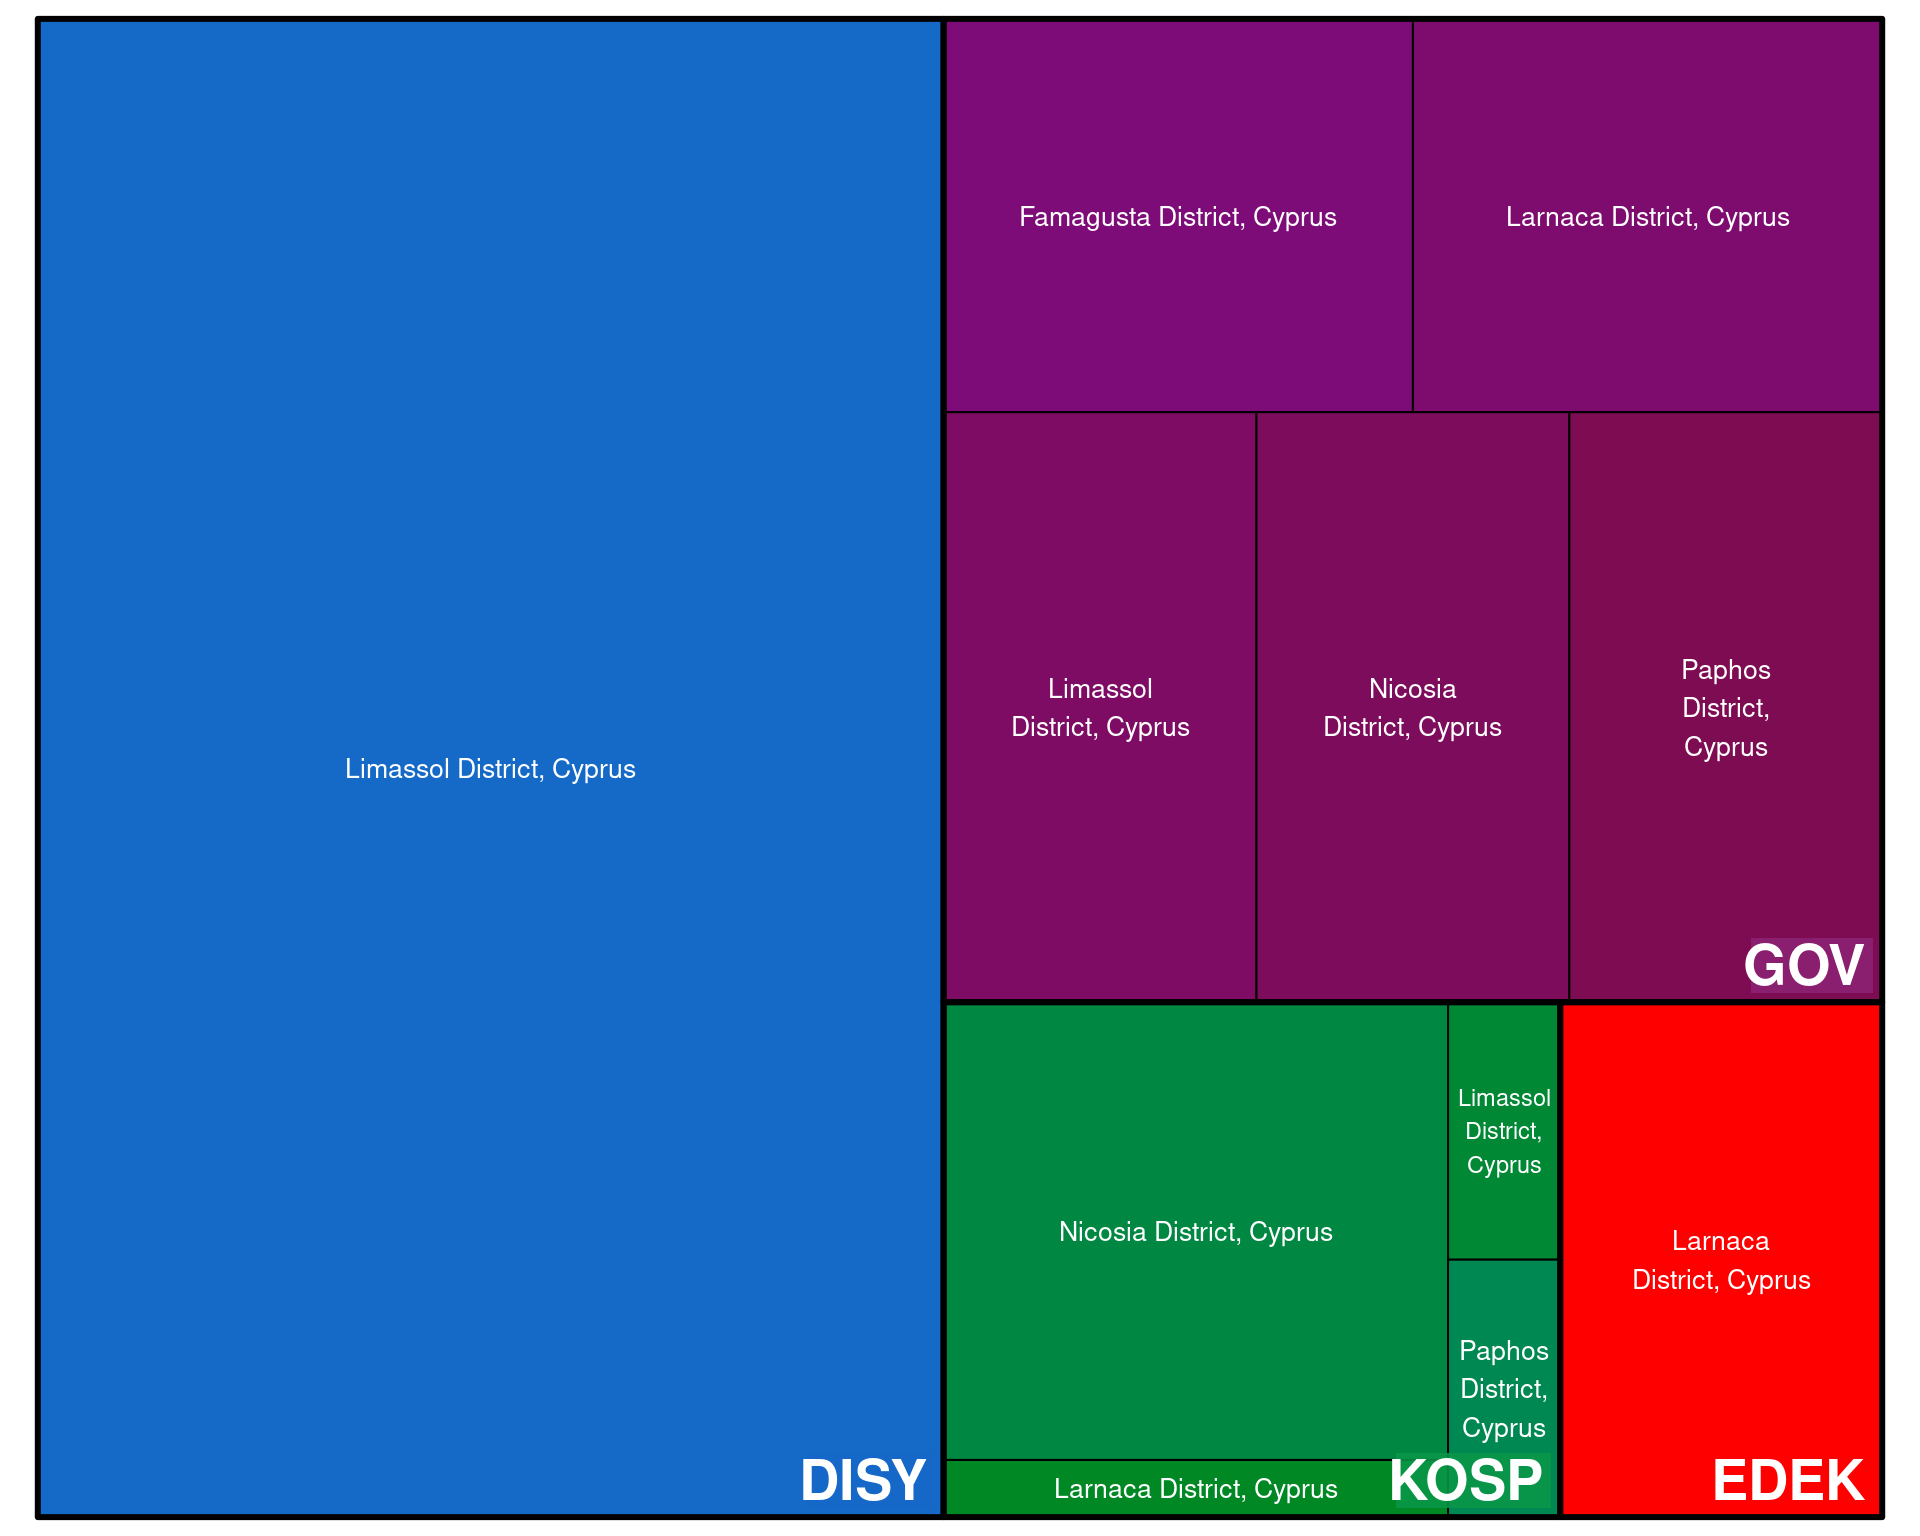 Limassol District, Cyprus
DISY
Famagusta District, Cyprus
Larnaca District, Cyprus
Limassol
District, Cyprus
Nicosia
District, Cyprus
Paphos
District,
Cyprus
GOV
Nicosia District, Cyprus
Limassol
District,
Cyprus
Paphos
District,
Cyprus
Larnaca District, Cyprus
KOSP
Larnaca
District, Cyprus
EDEK